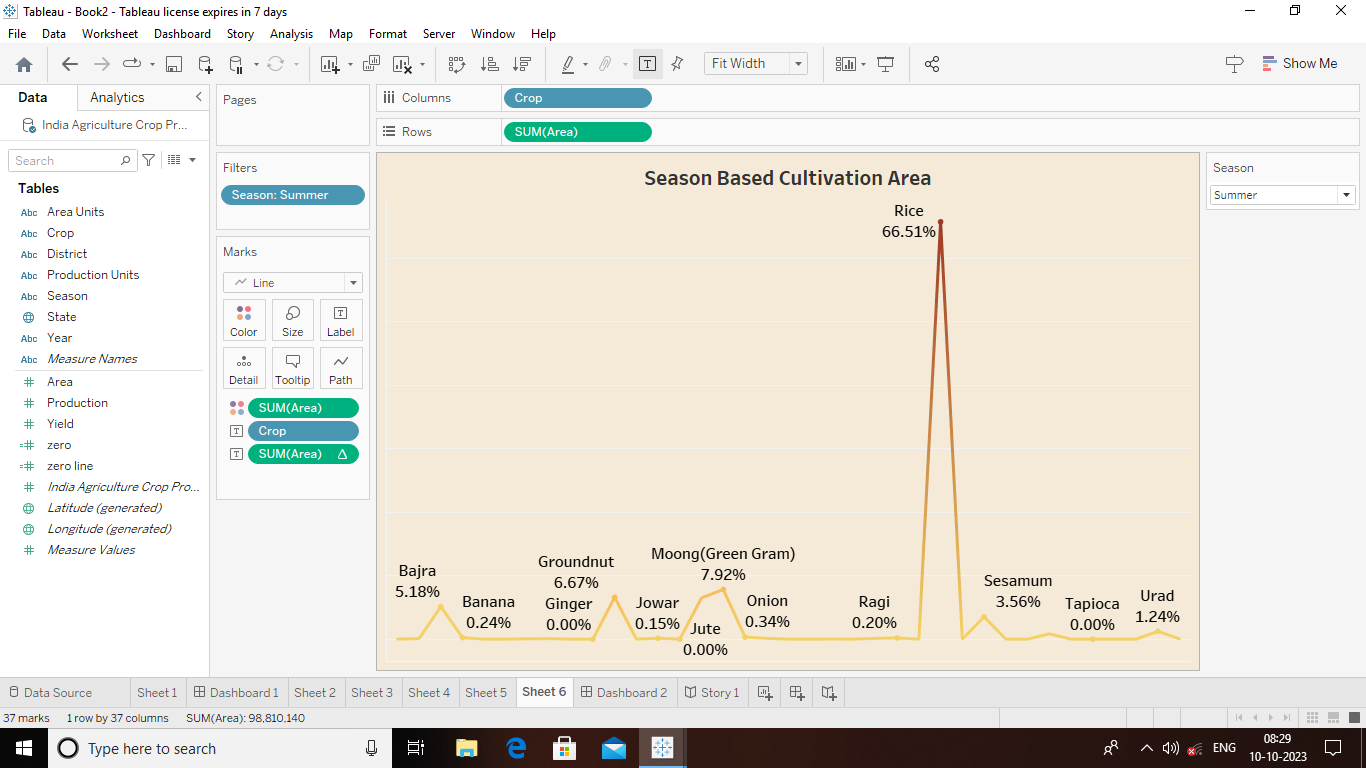 Tableau - Book2 - Tableau license expires in 7 days
File Data Worksheet Dashboard Story Analysis Map Format Server Window Help
Fit Width
Show Me
Data Analytics
India Agriculture Crop Pr...
Search
Tables
Abc Area Units
Abc Crop
Abc District
Abc Production Units
Abc Season
State
Abc Year
Abc Measure Names
# Area
# Production
# Yield
=# zero
=# zero line
# India Agriculture Crop Pro...
Latitude (generated)
Longitude (generated)
# Measure Values
Pages
Filters
Season: Summer
Marks
Line
Color Size Label
Detail Tooltip Path
SUM(Area)
T Crop
T SUM(Area) Δ
Columns Crop
Rows SUM(Area)
Season Based Cultivation Area
Rice
66.51%
Moong(Green Gram)
7.92%
Groundnut
6.67%
Bajra
5.18%
Sesamum
3.56%
Banana
0.24%
Ginger
0.00%
Jowar
0.15%
Jute
0.00%
Onion
0.34%
Ragi
0.20%
Tapioca
0.00%
Urad
1.24%
Season
Summer
Data Source Sheet 1 Dashboard 1 Sheet 2 Sheet 3 Sheet 4 Sheet 5 Sheet 6 Dashboard 2 Story 1
37 marks 1 row by 37 columns SUM(Area): 98,810,140
Type here to search
ENG
08:29
10-10-2023